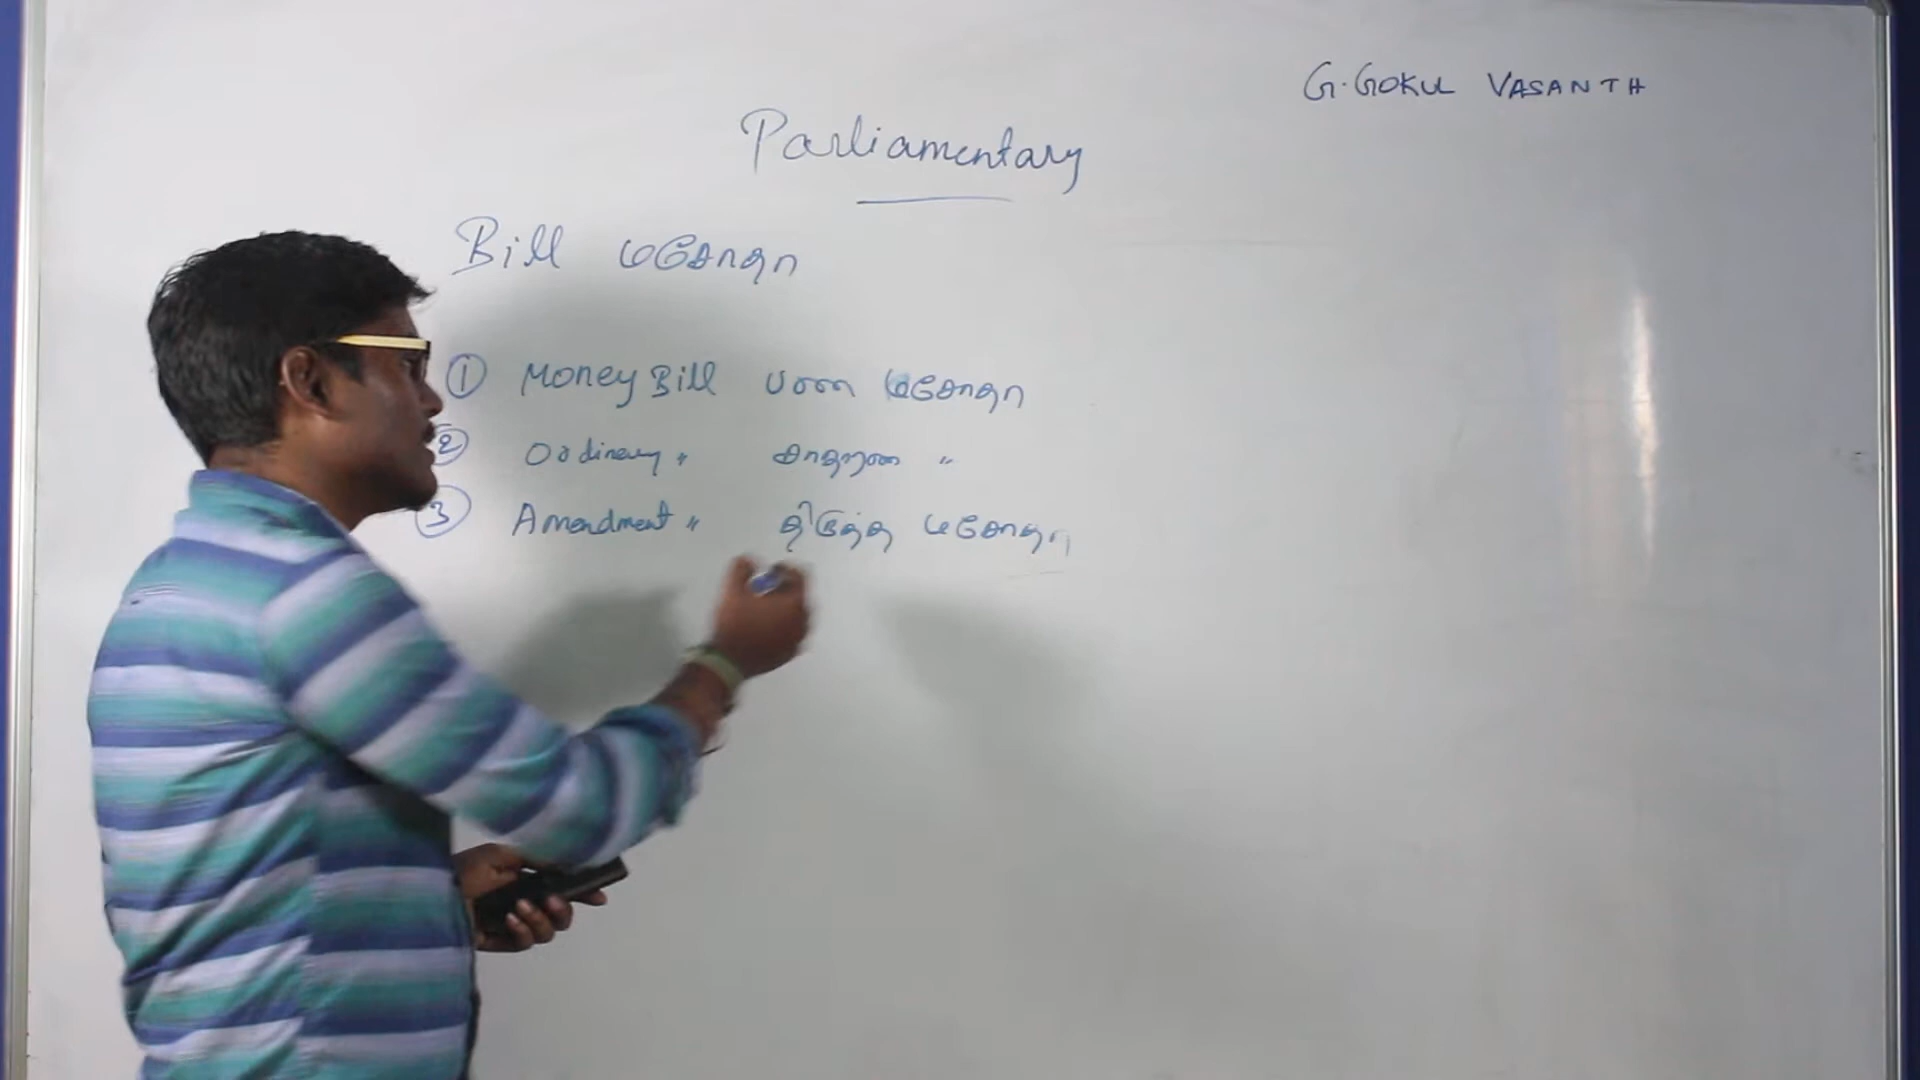 G. GOKUL VASANTH
Parliamentary
Bill மசோதா
① Money Bill பண மசோதா
② Ordinary " சாதாரண "
③ Amendment " திருத்த மசோதா